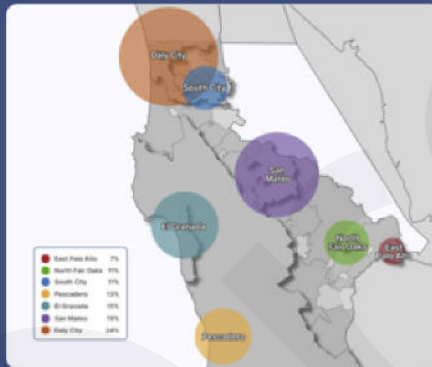 Daly City
South City
San
Mateo
El Granada
North
Fair Oaks
East
Palo Alto
Pescadero
East Palo Alto 7%
North Fair Oaks 11%
South City 11%
Pescadero 13%
El Granada 15%
San Mateo 19%
Daly City 24%